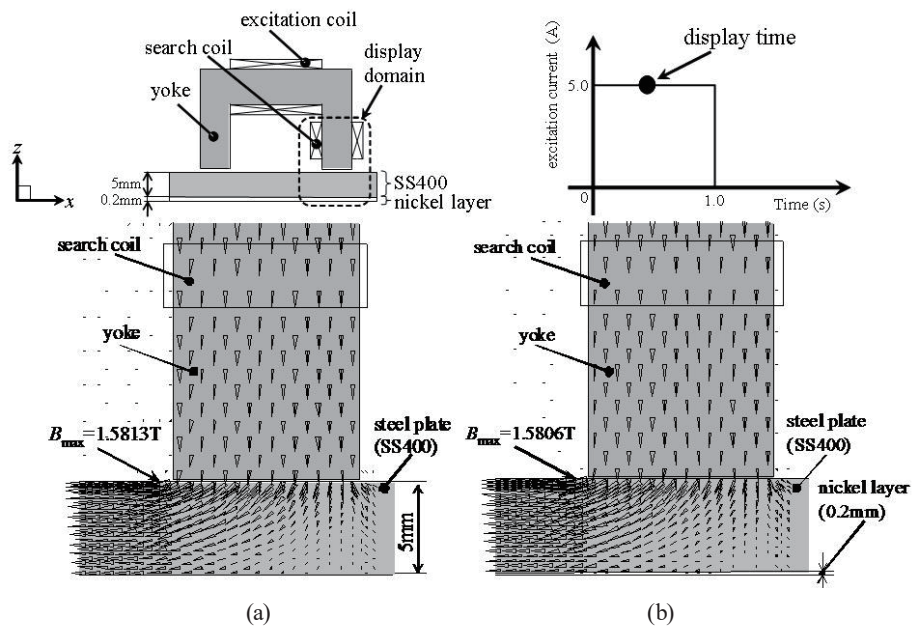 excitation coil
search coil
display
domain
yoke
z
x
5mm
0.2mm
SS400
nickel layer
excitation current (A)
5.0
display time
0
1.0
Time (s)
search coil
yoke
B max=1.5813T
steel plate
(SS400)
5mm
(a)
search coil
yoke
B max=1.5806T
steel plate
(SS400)
nickel layer
(0.2mm)
(b)